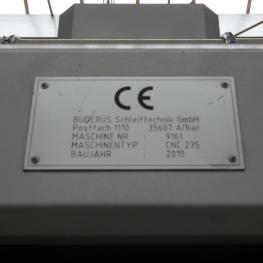 CE
BUDERUS Schleiftechnik GmbH
Postfach 1110 35607 Aßlar
MASCHINE NR : 9161
MASCHINENTYP : CNC 235
BAUJAHR : 2010